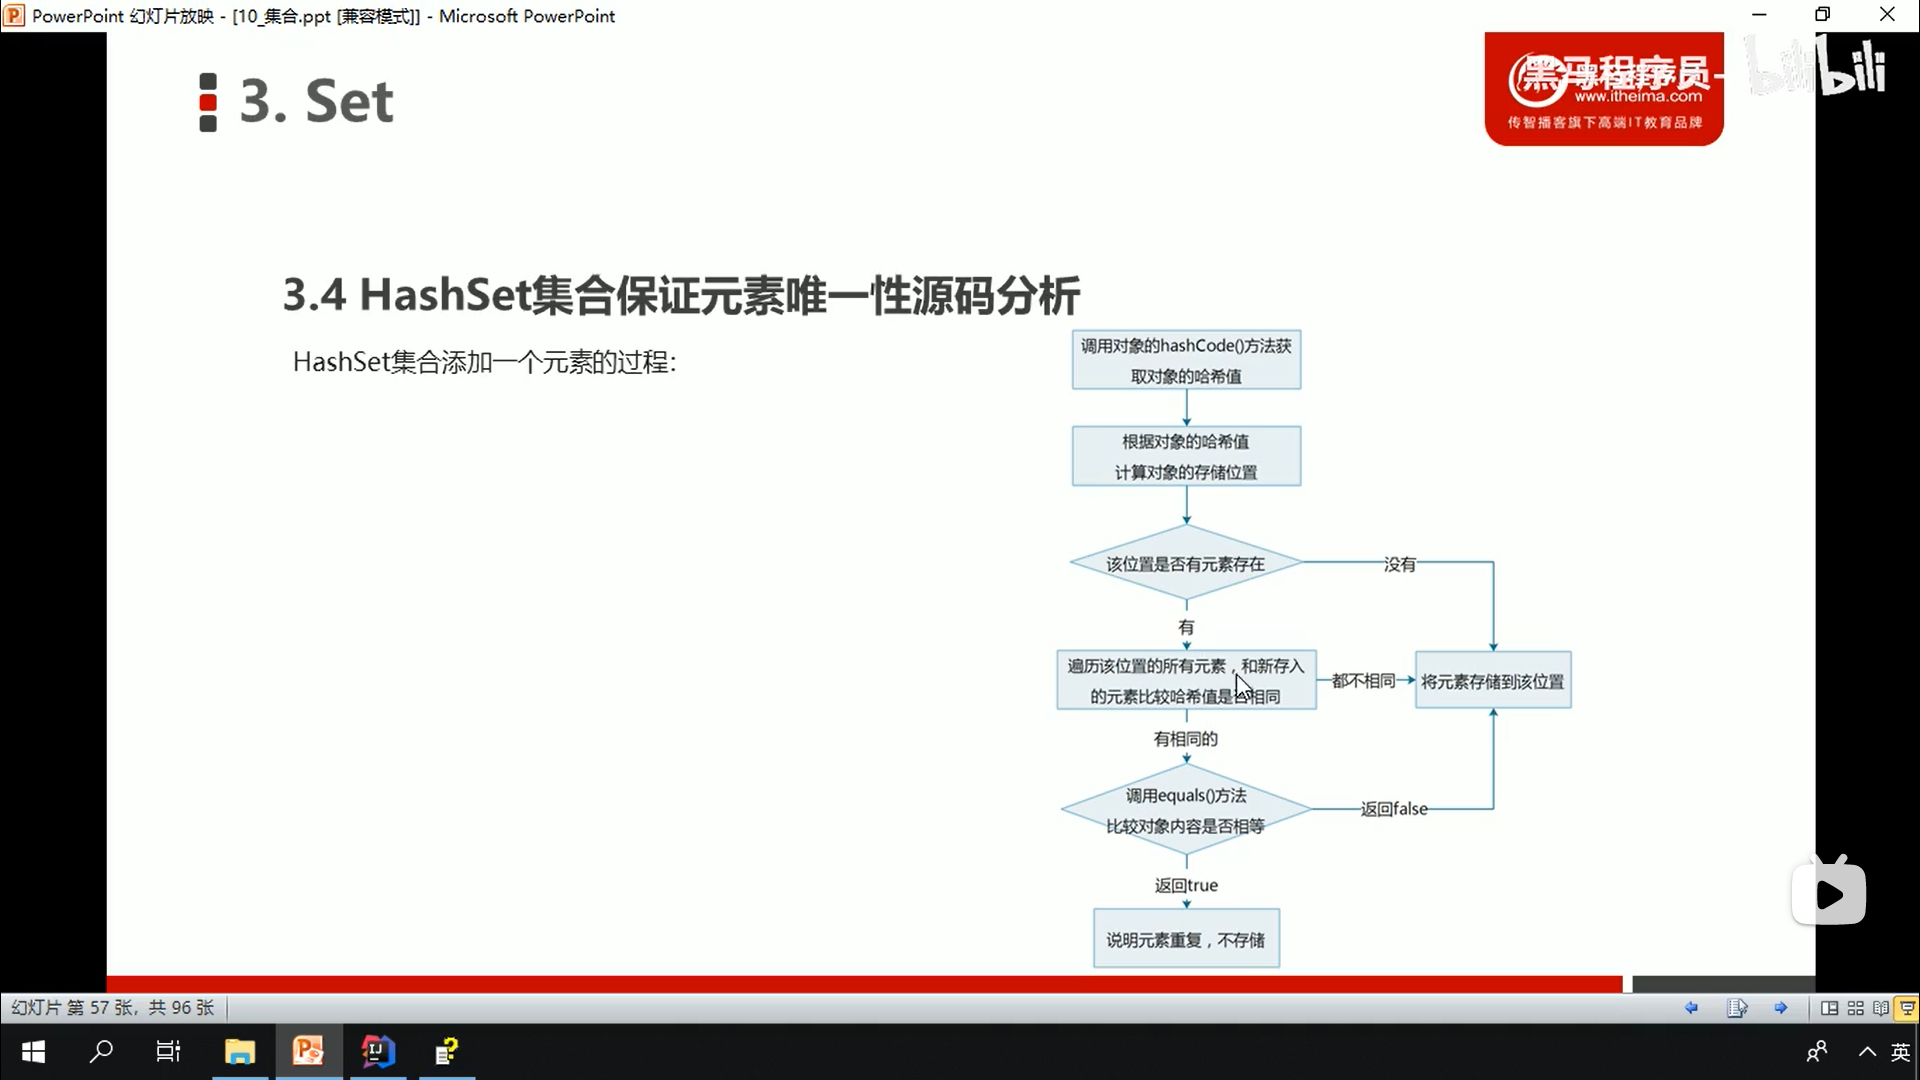 PowerPoint 幻灯片放映 - [10_集合.ppt [兼容模式]] - Microsoft PowerPoint
3. Set
黑马程序员-
bilibili
www.itheima.com
传智播客旗下高端IT教育品牌
3.4 HashSet集合保证元素唯一性源码分析
HashSet集合添加一个元素的过程:
调用对象的hashCode()方法获
取对象的哈希值
根据对象的哈希值
计算对象的存储位置
该位置是否有元素存在
没有
有
遍历该位置的所有元素，和新存入
的元素比较哈希值是否相同
都不相同
将元素存储到该位置
有相同的
调用equals()方法
比较对象内容是否相等
返回false
返回true
说明元素重复，不存储
幻灯片 第 57 张，共 96 张
英